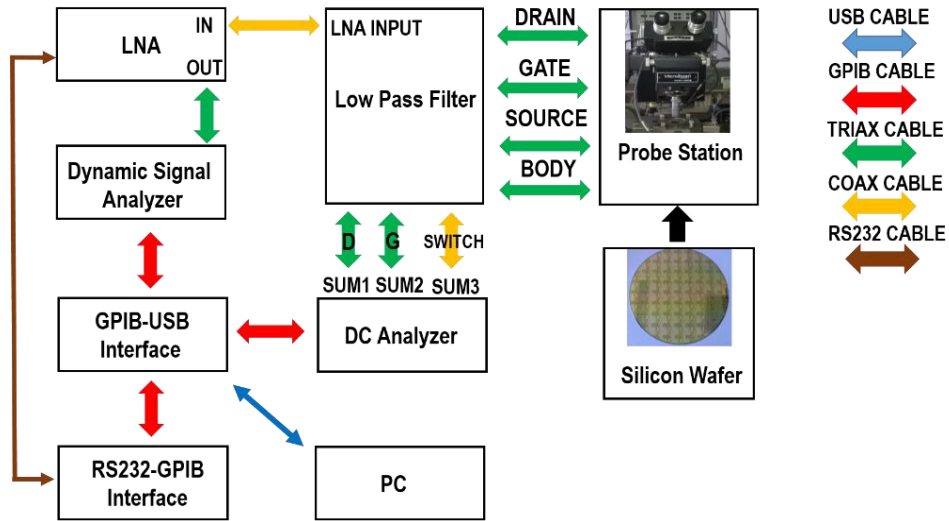 LNA
IN
OUT
LNA INPUT
Low Pass Filter
DRAIN
GATE
SOURCE
BODY
Probe Station
USB CABLE
GPIB CABLE
TRIAX CABLE
COAX CABLE
RS232 CABLE
Dynamic Signal
Analyzer
D
G
SWITCH
SUM1
SUM2
SUM3
GPIB-USB
Interface
DC Analyzer
Silicon Wafer
RS232-GPIB
Interface
PC